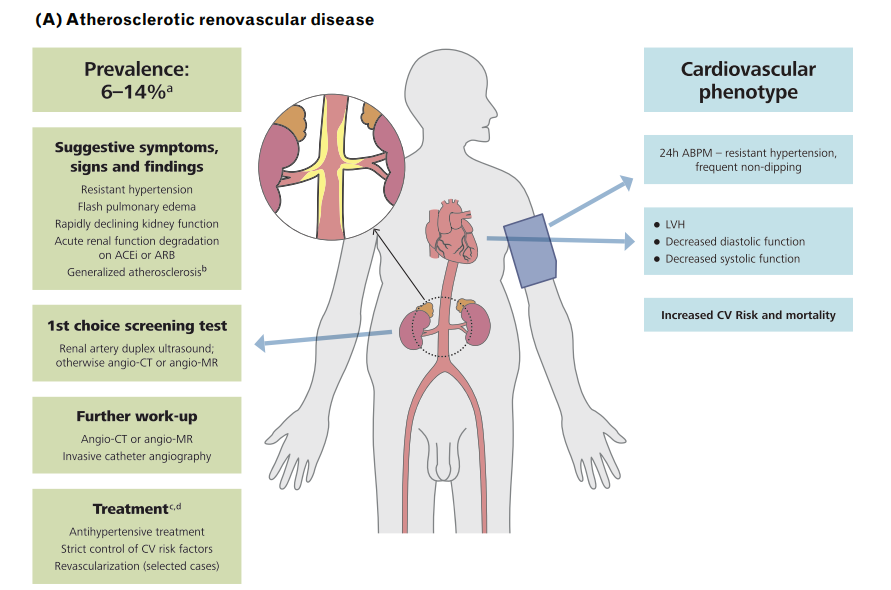 (A) Atherosclerotic renovascular disease
Prevalence:
6–14%ᵃ
Suggestive symptoms,
signs and findings
Resistant hypertension
Flash pulmonary edema
Rapidly declining kidney function
Acute renal function degradation
on ACEi or ARB
Generalized atherosclerosisᵇ
1st choice screening test
Renal artery duplex ultrasound;
otherwise angio-CT or angio-MR
Further work-up
Angio-CT or angio-MR
Invasive catheter angiography
Treatmentᶜ,ᵈ
Antihypertensive treatment
Strict control of CV risk factors
Revascularization (selected cases)
Cardiovascular
phenotype
24h ABPM – resistant hypertension,
frequent non-dipping
● LVH
● Decreased diastolic function
● Decreased systolic function
Increased CV Risk and mortality